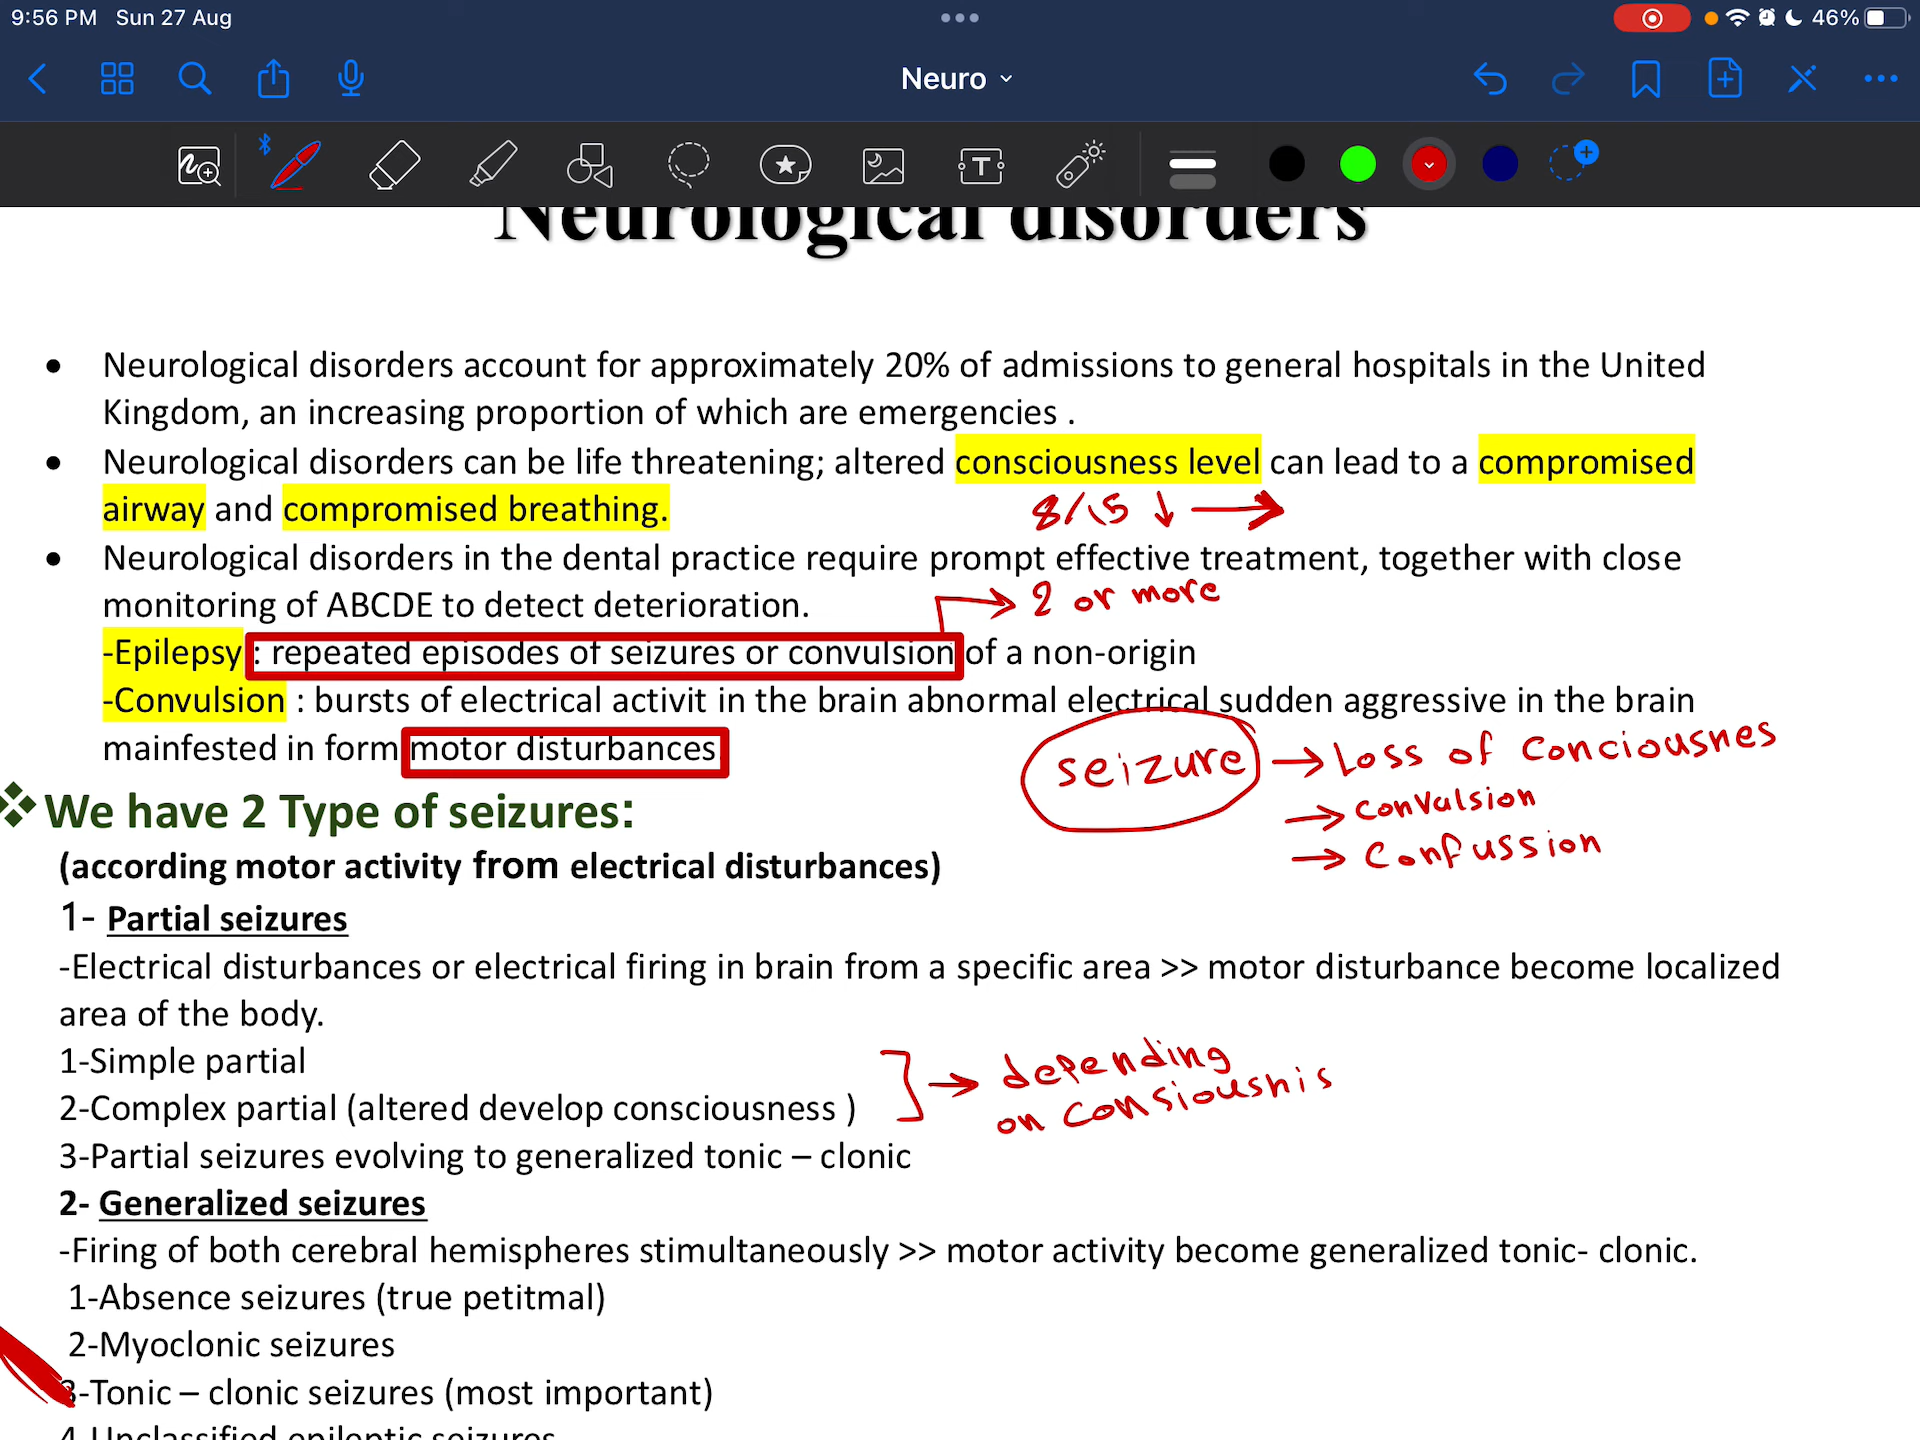 9:56 PM Sun 27 Aug
46%
Neuro
T
Neurological disorders
• Neurological disorders account for approximately 20% of admissions to general hospitals in the United
Kingdom, an increasing proportion of which are emergencies .
• Neurological disorders can be life threatening; altered consciousness level can lead to a compromised
airway and compromised breathing.
8/15 ↓ →
• Neurological disorders in the dental practice require prompt effective treatment, together with close
monitoring of ABCDE to detect deterioration.
→ 2 or more
-Epilepsy : repeated episodes of seizures or convulsion of a non-origin
-Convulsion : bursts of electrical activit in the brain abnormal electrical sudden aggressive in the brain
mainfested in form motor disturbances
seizure → Loss of Conciousnes
→ convulsion
→ Confussion
❖ We have 2 Type of seizures:
(according motor activity from electrical disturbances)
1- Partial seizures
-Electrical disturbances or electrical firing in brain from a specific area >> motor disturbance become localized
area of the body.
1-Simple partial
2-Complex partial (altered develop consciousness )
] → depending
on Consiousnis
3-Partial seizures evolving to generalized tonic – clonic
2- Generalized seizures
-Firing of both cerebral hemispheres stimultaneously >> motor activity become generalized tonic- clonic.
1-Absence seizures (true petitmal)
2-Myoclonic seizures
3-Tonic – clonic seizures (most important)
4-Unclassified epileptic seizures